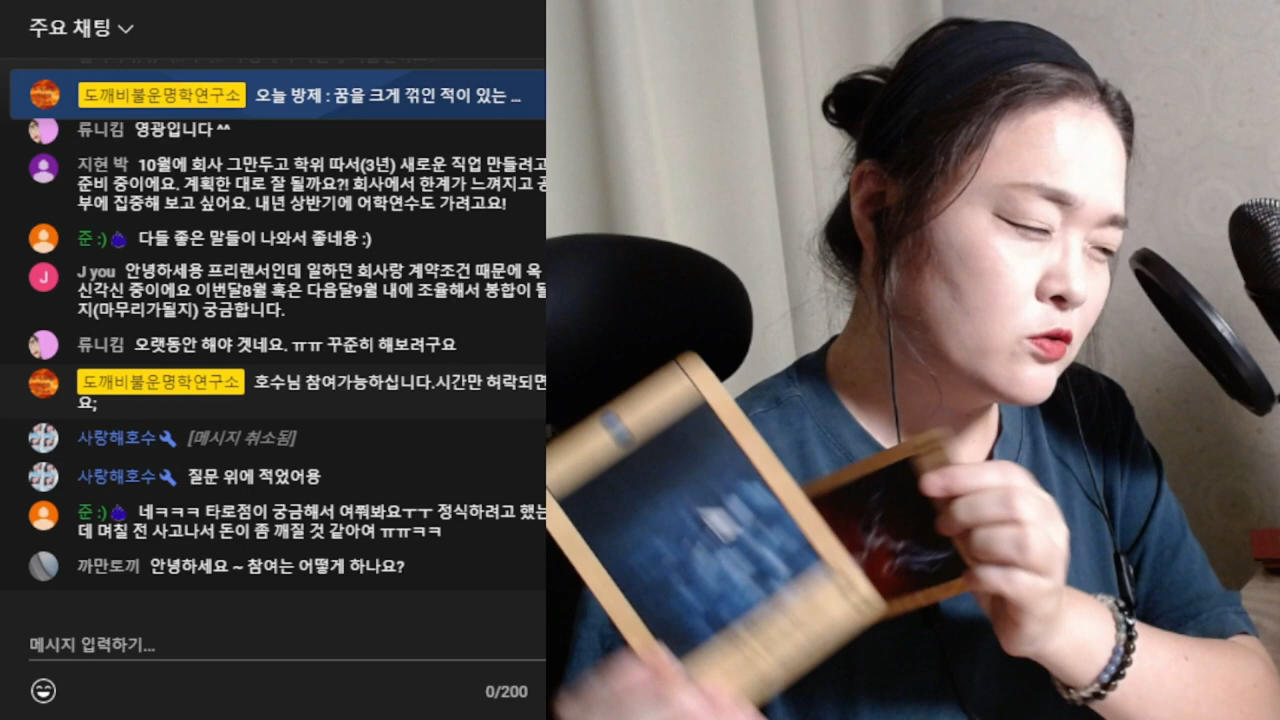 주요 채팅
도깨비불운명학연구소 오늘 방제 : 꿈을 크게 꺾인 적이 있는 ...
류니킴 영광입니다 ^^
지현 박 10월에 회사 그만두고 학위 따서(3년) 새로운 직업 만들려고
준비 중이에요. 계획한 대로 잘 될까요?! 회사에서 한계가 느껴지고 공
부에 집중해 보고 싶어요. 내년 상반기에 어학연수도 가려고요!
준 :) 다들 좋은 말들이 나와서 좋네용 :)
J
J you 안녕하세용 프리랜서인데 일하던 회사랑 계약조건 때문에 옥
신각신 중이에요 이번달8월 혹은 다음달9월 내에 조율해서 봉합이 될
지(마무리가될지) 궁금합니다.
류니킴 오랫동안 해야 겟네요. ㅠㅠ 꾸준히 해보려구요
도깨비불운명학연구소 호수님 참여가능하십니다.시간만 허락되면
요;
사랑해호수 [메시지 취소됨]
사랑해호수 질문 위에 적었어용
준 :) 네ㅋㅋㅋ 타로점이 궁금해서 여쭤봐요ㅜㅜ 정식하려고 했는
데 며칠 전 사고나서 돈이 좀 깨질 것 같아여 ㅠㅠㅋㅋ
까만토끼 안녕하세요 ~ 참여는 어떻게 하나요?
메시지 입력하기...
0/200